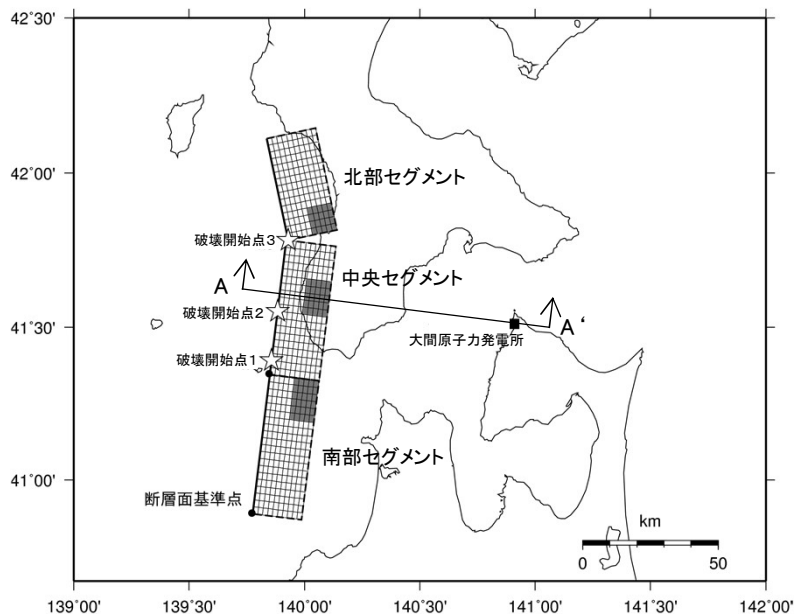 42˚30'
42˚00'
北部セグメント
破壊開始点3
中央セグメント
A
破壊開始点2
41˚30'
A‘
大間原子力発電所
破壊開始点1
南部セグメント
41˚00'
断層面基準点
km
0
50
139˚00'
139˚30'
140˚00'
140˚30'
141˚00'
141˚30'
142˚00'